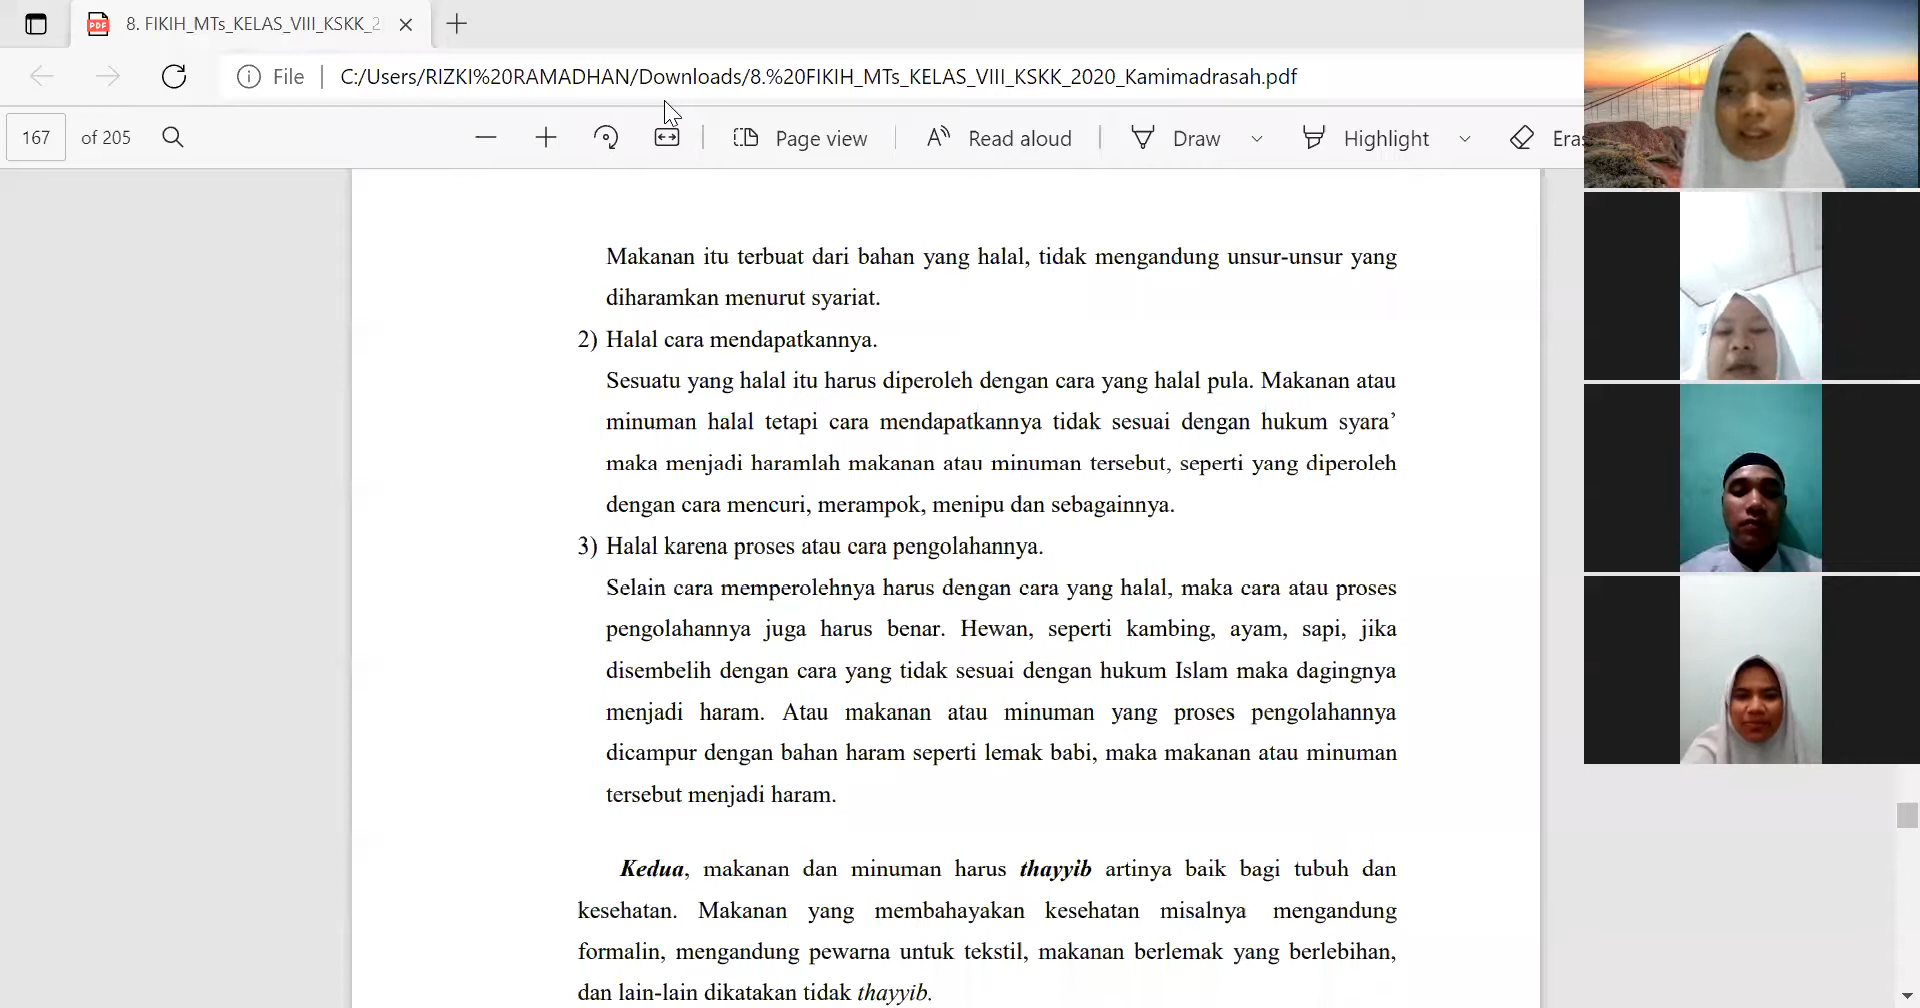 8. FIKIH_MTs_KELAS_VIII_KSKK_2
File
C:/Users/RIZKI%20RAMADHAN/Downloads/8.%20FIKIH_MTs_KELAS_VIII_KSKK_2020_Kamimadrasah.pdf
167 of 205
Page view
Read aloud
Draw
Highlight
Eras
Makanan itu terbuat dari bahan yang halal, tidak mengandung unsur-unsur yang
diharamkan menurut syariat.
2) Halal cara mendapatkannya.
Sesuatu yang halal itu harus diperoleh dengan cara yang halal pula. Makanan atau
minuman halal tetapi cara mendapatkannya tidak sesuai dengan hukum syara’
maka menjadi haramlah makanan atau minuman tersebut, seperti yang diperoleh
dengan cara mencuri, merampok, menipu dan sebagainnya.
3) Halal karena proses atau cara pengolahannya.
Selain cara memperolehnya harus dengan cara yang halal, maka cara atau proses
pengolahannya juga harus benar. Hewan, seperti kambing, ayam, sapi, jika
disembelih dengan cara yang tidak sesuai dengan hukum Islam maka dagingnya
menjadi haram. Atau makanan atau minuman yang proses pengolahannya
dicampur dengan bahan haram seperti lemak babi, maka makanan atau minuman
tersebut menjadi haram.
Kedua, makanan dan minuman harus thayyib artinya baik bagi tubuh dan
kesehatan. Makanan yang membahayakan kesehatan misalnya mengandung
formalin, mengandung pewarna untuk tekstil, makanan berlemak yang berlebihan,
dan lain-lain dikatakan tidak thayyib.